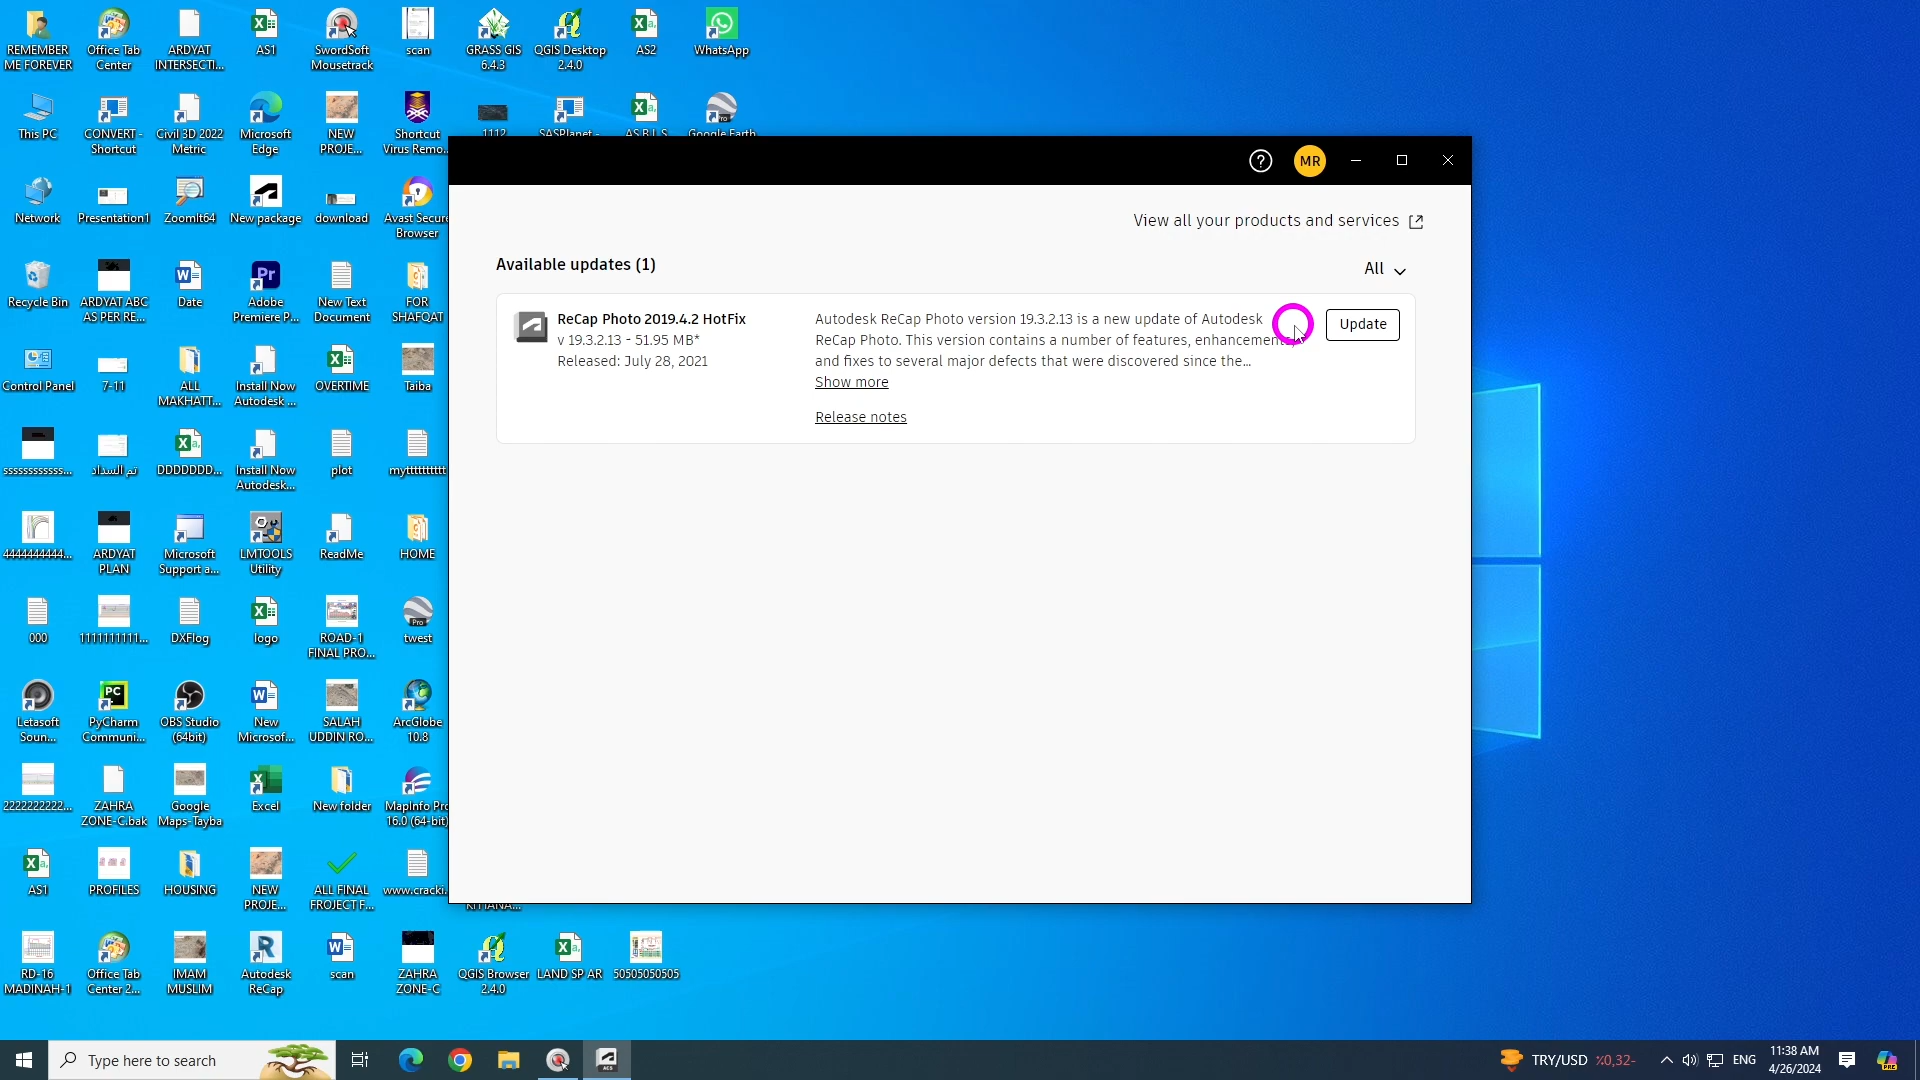 REMEMBER
ME FOREVER
Office Tab
Center
ARDYAT
INTERSECTI...
AS1
SwordSoft
Mousetrack
scan
GRASS GIS
6.4.3
QGIS Desktop
2.4.0
AS2
WhatsApp
This PC
CONVERT -
Shortcut
Civil 3D 2022
Metric
Microsoft
Edge
NEW
PROJE...
Shortcut
Virus Remo...
1112
SASPlanet -
AS B.L.S
Google Earth
Network
Presentation1
ZoomIt64
New package
download
Avast Secure
Browser
Recycle Bin
ARDYAT ABC
AS PER RE...
Date
Adobe
Premiere P...
New Text
Document
FOR
SHAFQAT
Control Panel
7-11
ALL
MAKHATT...
Install Now
Autodesk ...
OVERTIME
Taiba
ssssssssssss...
تم السداد
DDDDDDD...
Install Now
Autodesk...
plot
mytttttttttt
4444444444...
ARDYAT
PLAN
Microsoft
Support a...
LMTOOLS
Utility
ReadMe
HOME
000
1111111111...
DXFlog
logo
ROAD-1
FINAL PRO...
twest
Letasoft
Soun...
PyCharm
Communi...
OBS Studio
(64bit)
New
Microsof...
SALAH
UDDIN RO...
ArcGlobe
10.8
2222222222...
ZAHRA
ZONE-C.bak
Google
Maps-Tayba
Excel
New folder
MapInfo Pro
16.0 (64-bit)
AS1
PROFILES
HOUSING
NEW
PROJE...
ALL FINAL
FROJECT F...
www.cracki.
RD-16
MADINAH-1
Office Tab
Center 2...
IMAM
MUSLIM
Autodesk
ReCap
scan
ZAHRA
ZONE-C
QGIS Browser
2.4.0
LAND SP AR
50505050505
MR
View all your products and services
Available updates (1)
All
ReCap Photo 2019.4.2 HotFix
v 19.3.2.13 - 51.95 MB*
Released: July 28, 2021
Autodesk ReCap Photo version 19.3.2.13 is a new update of Autodesk
ReCap Photo. This version contains a number of features, enhancements,
and fixes to several major defects that were discovered since the...
Show more
Release notes
Update
Type here to search
TRY/USD %0,32-
ENG
11:38 AM
4/26/2024